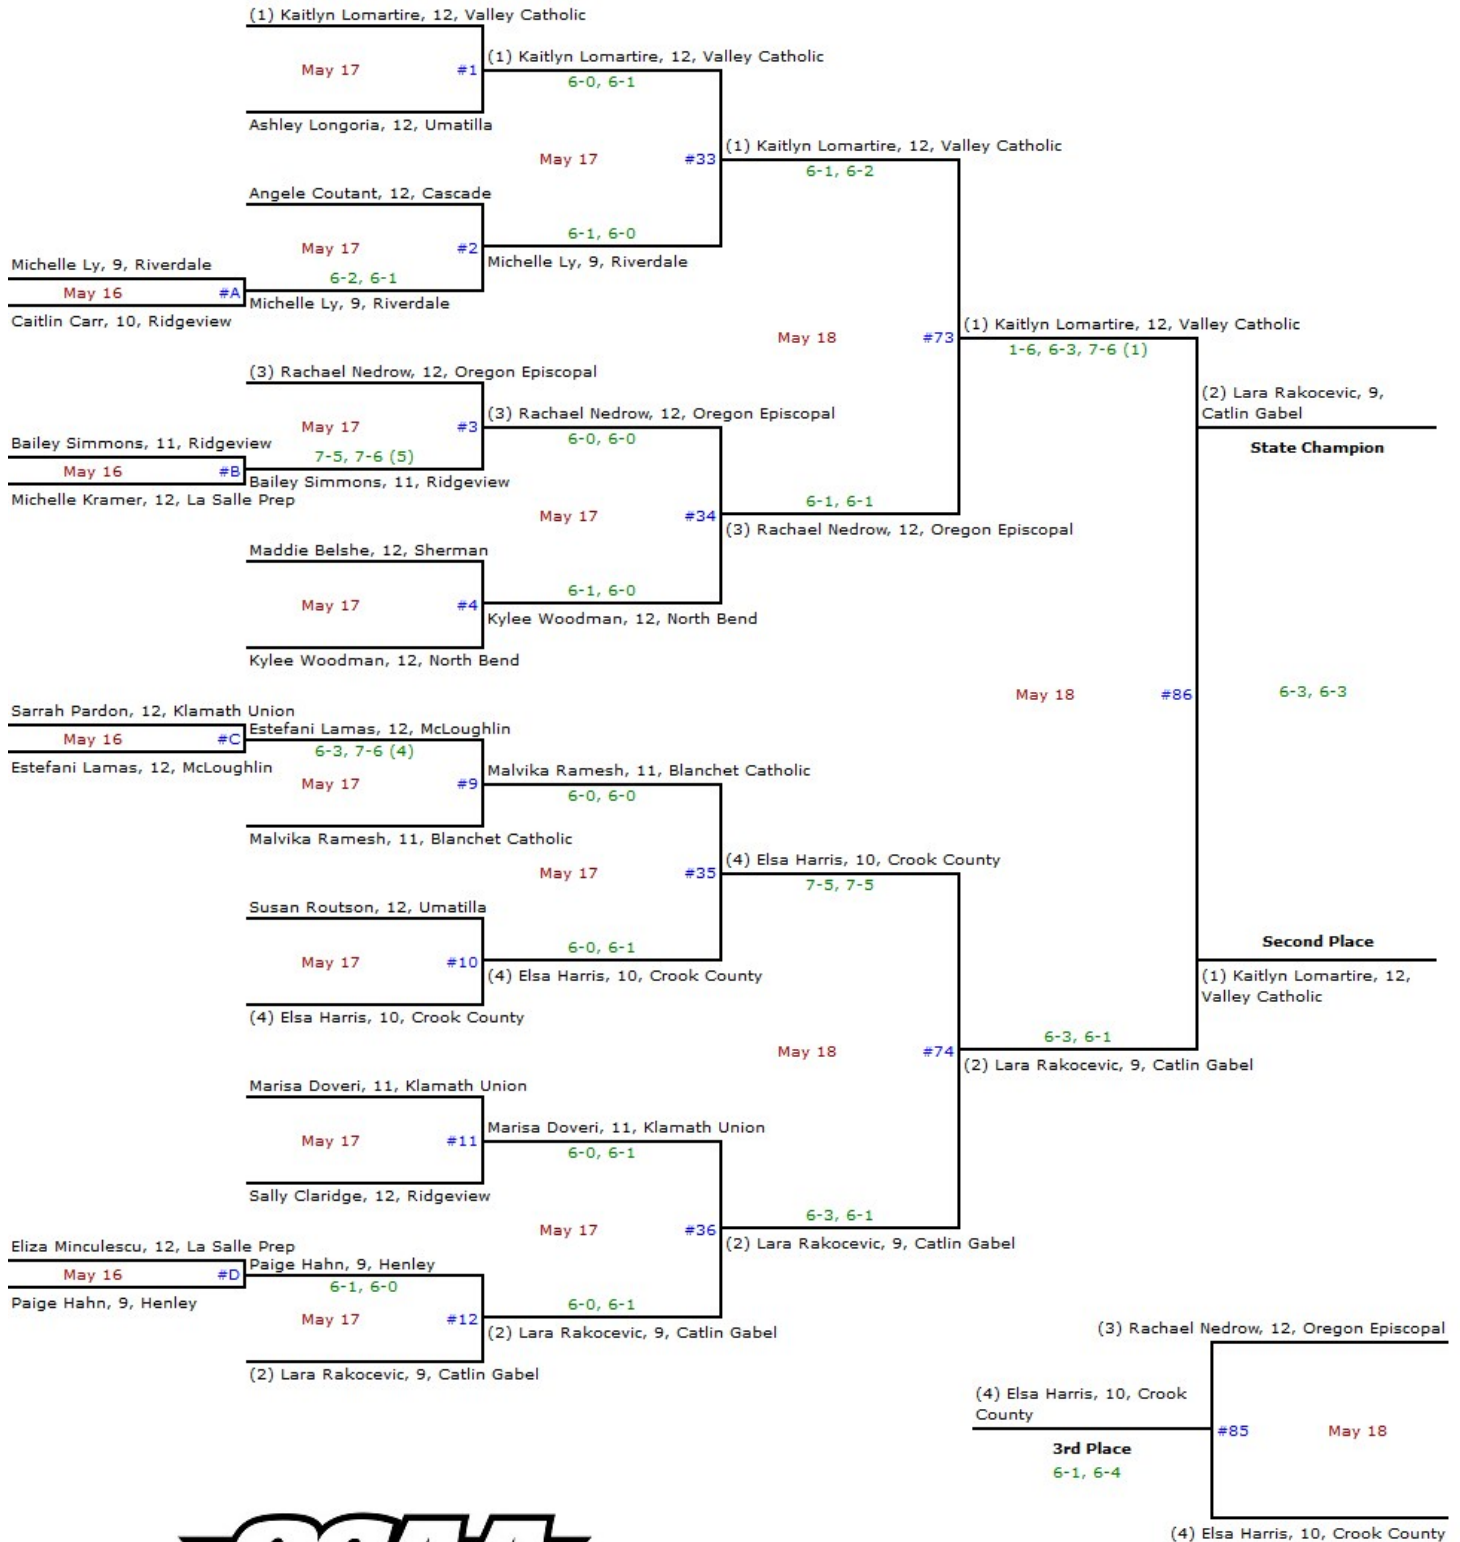 (1) Kaitlyn Lomartire, 12, Valley Catholic
May 17 #1
(1) Kaitlyn Lomartire, 12, Valley Catholic
6-0, 6-1
Ashley Longoria, 12, Umatilla
May 17 #33
(1) Kaitlyn Lomartire, 12, Valley Catholic
6-1, 6-2
Angele Coutant, 12, Cascade
May 17 #2
6-1, 6-0
Michelle Ly, 9, Riverdale
Michelle Ly, 9, Riverdale
May 16 #A
Caitlin Carr, 10, Ridgeview
6-2, 6-1
Michelle Ly, 9, Riverdale
May 18 #73
(1) Kaitlyn Lomartire, 12, Valley Catholic
1-6, 6-3, 7-6 (1)
(3) Rachael Nedrow, 12, Oregon Episcopal
May 17 #3
(3) Rachael Nedrow, 12, Oregon Episcopal
6-0, 6-0
(2) Lara Rakocevic, 9,
Catlin Gabel
State Champion
Bailey Simmons, 11, Ridgeview
May 16 #B
Michelle Kramer, 12, La Salle Prep
7-5, 7-6 (5)
Bailey Simmons, 11, Ridgeview
May 17 #34
6-1, 6-1
(3) Rachael Nedrow, 12, Oregon Episcopal
Maddie Belshe, 12, Sherman
May 17 #4
6-1, 6-0
Kylee Woodman, 12, North Bend
Kylee Woodman, 12, North Bend
May 18 #86
6-3, 6-3
Sarrah Pardon, 12, Klamath Union
May 16 #C
Estefani Lamas, 12, McLoughlin
Estefani Lamas, 12, McLoughlin
6-3, 7-6 (4)
May 17 #9
Malvika Ramesh, 11, Blanchet Catholic
6-0, 6-0
Malvika Ramesh, 11, Blanchet Catholic
May 17 #35
(4) Elsa Harris, 10, Crook County
7-5, 7-5
Susan Routson, 12, Umatilla
May 17 #10
6-0, 6-1
(4) Elsa Harris, 10, Crook County
(4) Elsa Harris, 10, Crook County
Second Place
(1) Kaitlyn Lomartire, 12,
Valley Catholic
May 18 #74
6-3, 6-1
(2) Lara Rakocevic, 9, Catlin Gabel
Marisa Doveri, 11, Klamath Union
May 17 #11
Marisa Doveri, 11, Klamath Union
6-0, 6-1
Sally Claridge, 12, Ridgeview
May 17 #36
6-3, 6-1
(2) Lara Rakocevic, 9, Catlin Gabel
Eliza Minculescu, 12, La Salle Prep
May 16 #D
Paige Hahn, 9, Henley
Paige Hahn, 9, Henley
6-1, 6-0
May 17 #12
6-0, 6-1
(2) Lara Rakocevic, 9, Catlin Gabel
(2) Lara Rakocevic, 9, Catlin Gabel
(3) Rachael Nedrow, 12, Oregon Episcopal
(4) Elsa Harris, 10, Crook
County
#85 May 18
3rd Place
6-1, 6-4
(4) Elsa Harris, 10, Crook County